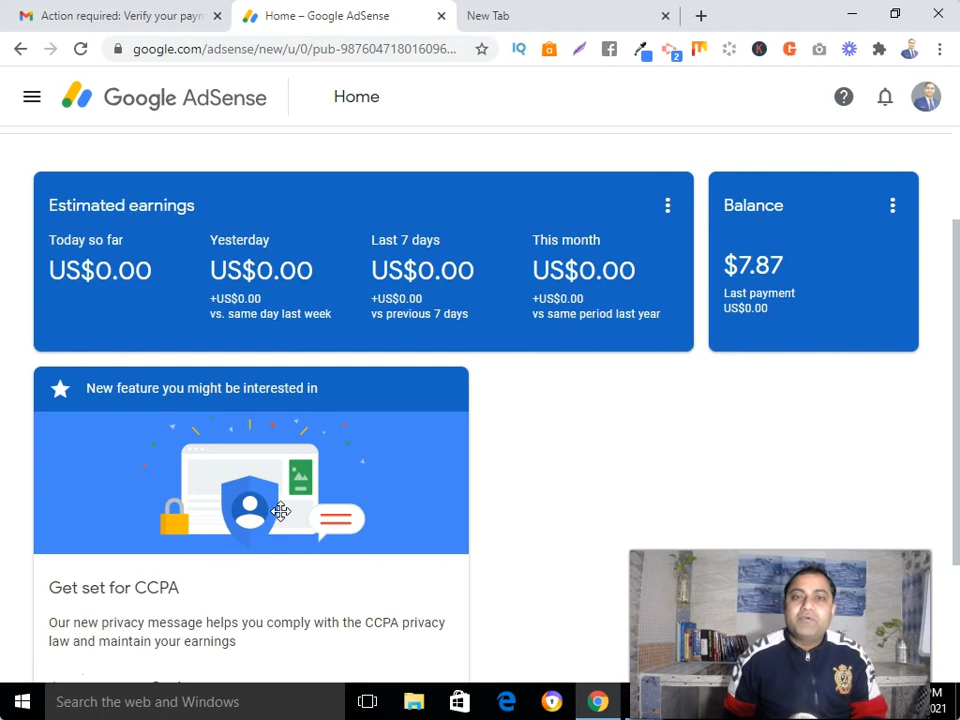 Action required: Verify your payn
Home – Google AdSense
New Tab
google.com/adsense/new/u/0/pub-987604718016096...
2
Google AdSense
Home
Estimated earnings
Today so far
US$0.00
Yesterday
US$0.00
+US$0.00
vs. same day last week
Last 7 days
US$0.00
+US$0.00
vs previous 7 days
This month
US$0.00
+US$0.00
vs same period last year
Balance
$7.87
Last payment
US$0.00
New feature you might be interested in
Get set for CCPA
Our new privacy message helps you comply with the CCPA privacy
law and maintain your earnings
Search the web and Windows
PM
2021